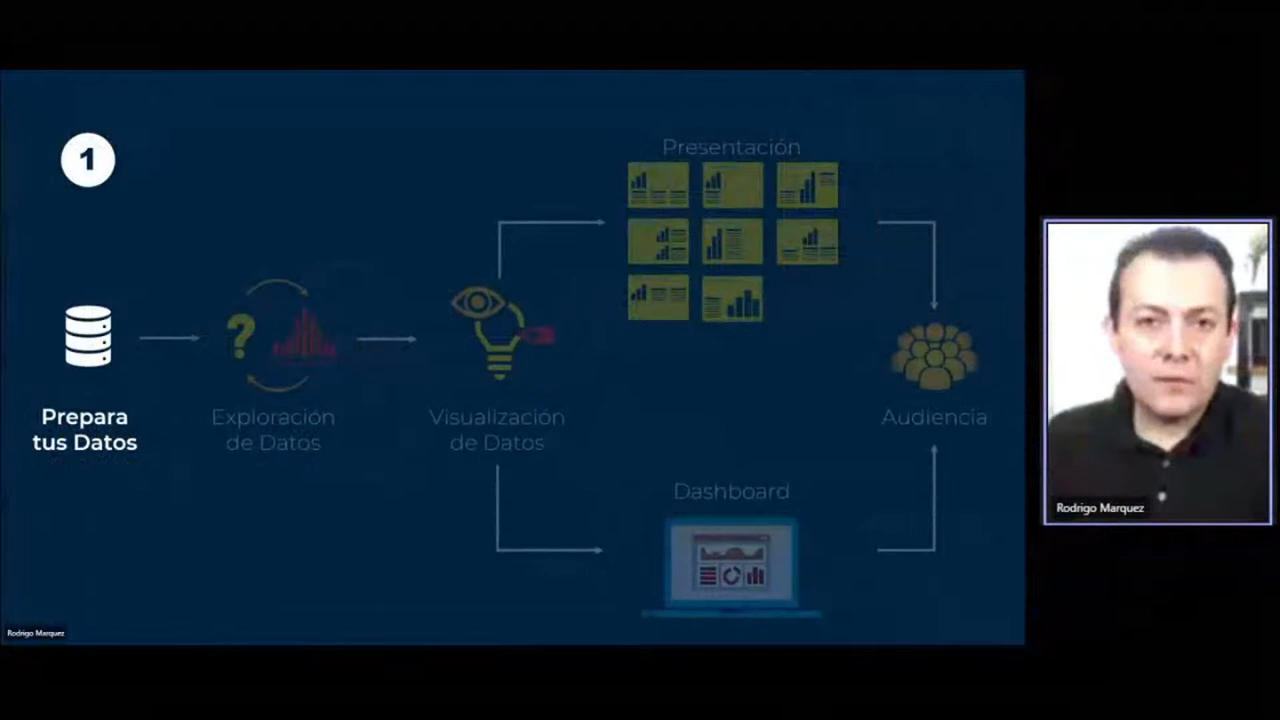 1
Presentación
Prepara
tus Datos
Exploración
de Datos
?
Visualización
de Datos
Audiencia
Dashboard
Rodrigo Marquez
Rodrigo Marquez